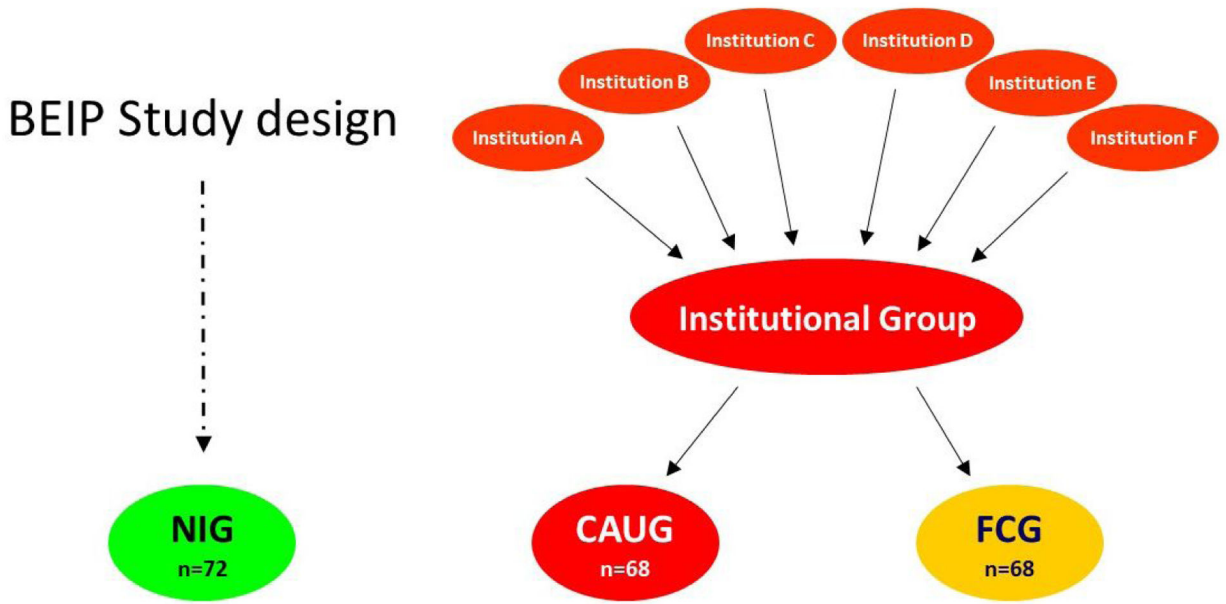 BEIP Study design
Institution A
Institution B
Institution C
Institution D
Institution E
Institution F
Institutional Group
NIG
n=72
CAUG
n=68
FCG
n=68